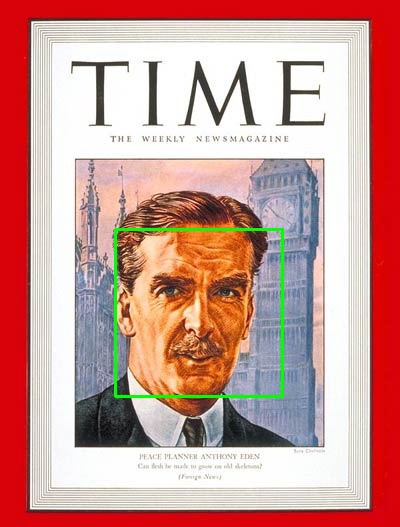 TIME
THE WEEKLY NEWSMAGAZINE
PEACE PLANNER ANTHONY EDEN
Can flesh be made to grow on old skeletons?
(Foreign News)